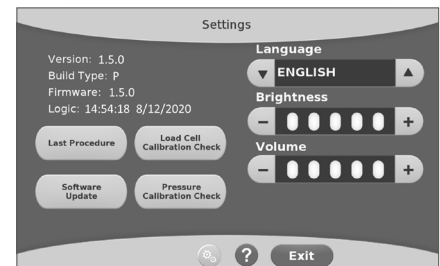 Settings
Version: 1.5.0
Build Type: P
Firmware: 1.5.0
Logic: 14:54:18 8/12/2020
Last Procedure
Load Cell
Calibration Check
Software
Update
Pressure
Calibration Check
Language
ENGLISH
Brightness
Volume
?
Exit